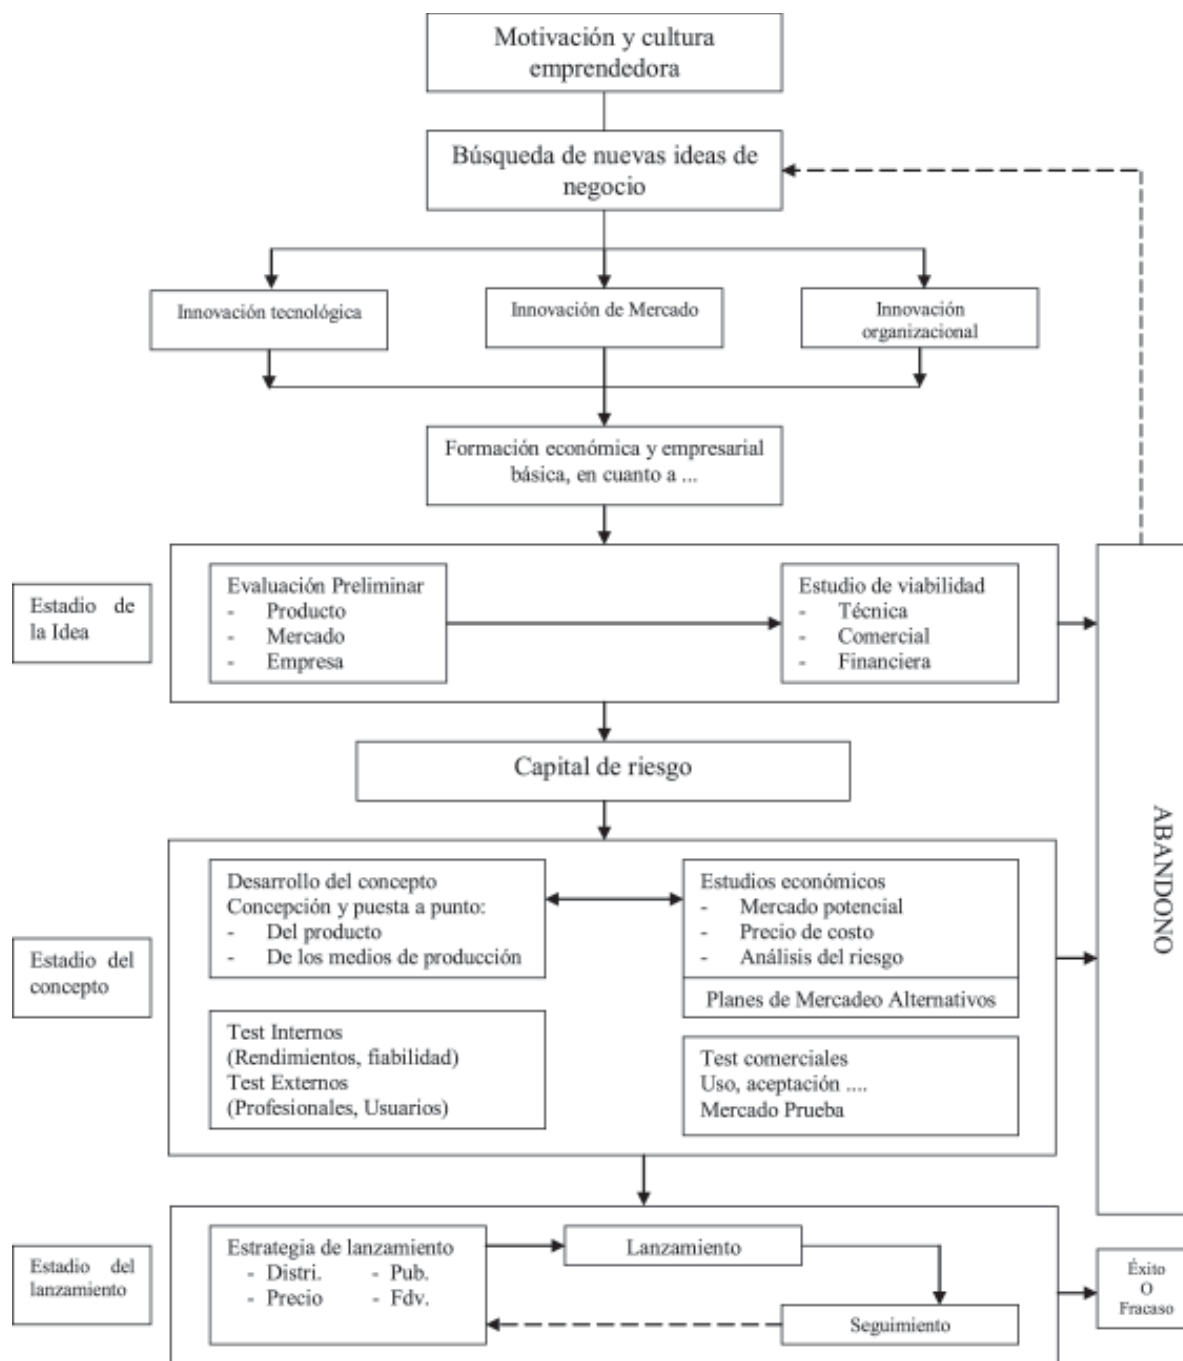 Motivación y cultura
emprendedora
Búsqueda de nuevas ideas de
negocio
Innovación tecnológica
Innovación de Mercado
Innovación
organizacional
Formación económica y empresarial
básica, en cuanto a ...
Estadio de
la Idea
Evaluación Preliminar
- Producto
- Mercado
- Empresa
Estudio de viabilidad
- Técnica
- Comercial
- Financiera
ABANDONO
Capital de riesgo
Estadio del
concepto
Desarrollo del concepto
Concepción y puesta a punto:
- Del producto
- De los medios de producción
Estudios económicos
- Mercado potencial
- Precio de costo
- Análisis del riesgo
Planes de Mercadeo Alternativos
Test Internos
(Rendimientos, fiabilidad)
Test Externos
(Profesionales, Usuarios)
Test comerciales
Uso, aceptación ....
Mercado Prueba
Estadio del
lanzamiento
Estrategia de lanzamiento
- Distri. - Pub.
- Precio - Fdv.
Lanzamiento
Seguimiento
Éxito
O
Fracaso